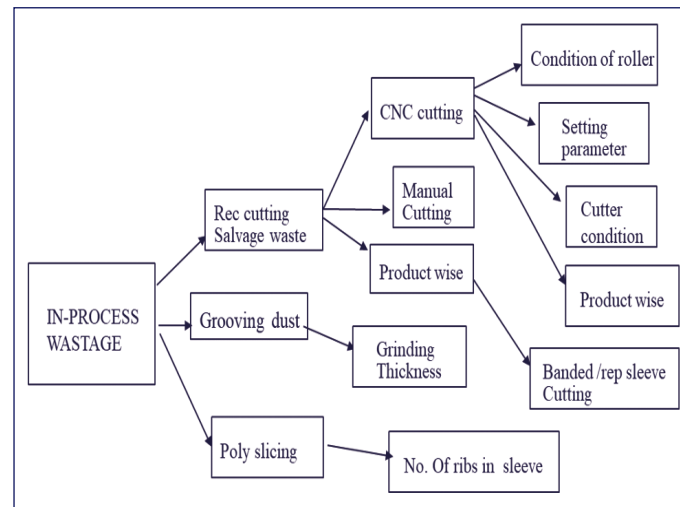 Condition of roller
CNC cutting
Setting
parameter
Manual
Cutting
Rec cutting
Salvage waste
Cutter
condition
Product wise
Product wise
IN-PROCESS
WASTAGE
Grooving dust
Grinding
Thickness
Banded /rep sleeve
Cutting
Poly slicing
No. Of ribs in sleeve